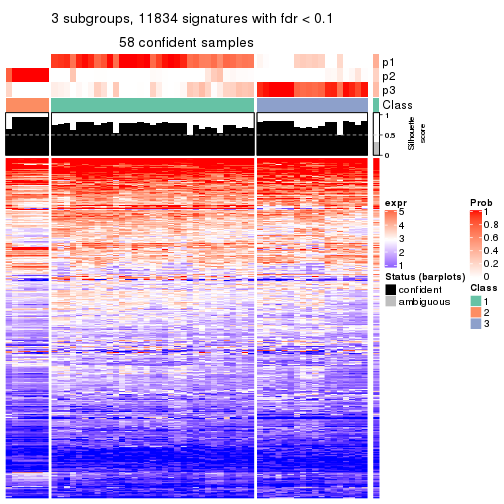 3 subgroups, 11834 signatures with fdr < 0.1
58 confident samples
p1
p2
p3
Class
1
0.5
0
Silhouette
score
expr
5
4
3
2
1
Status (barplots)
confident
ambiguous
Prob
1
0.8
0.6
0.4
0.2
0
Class
1
2
3